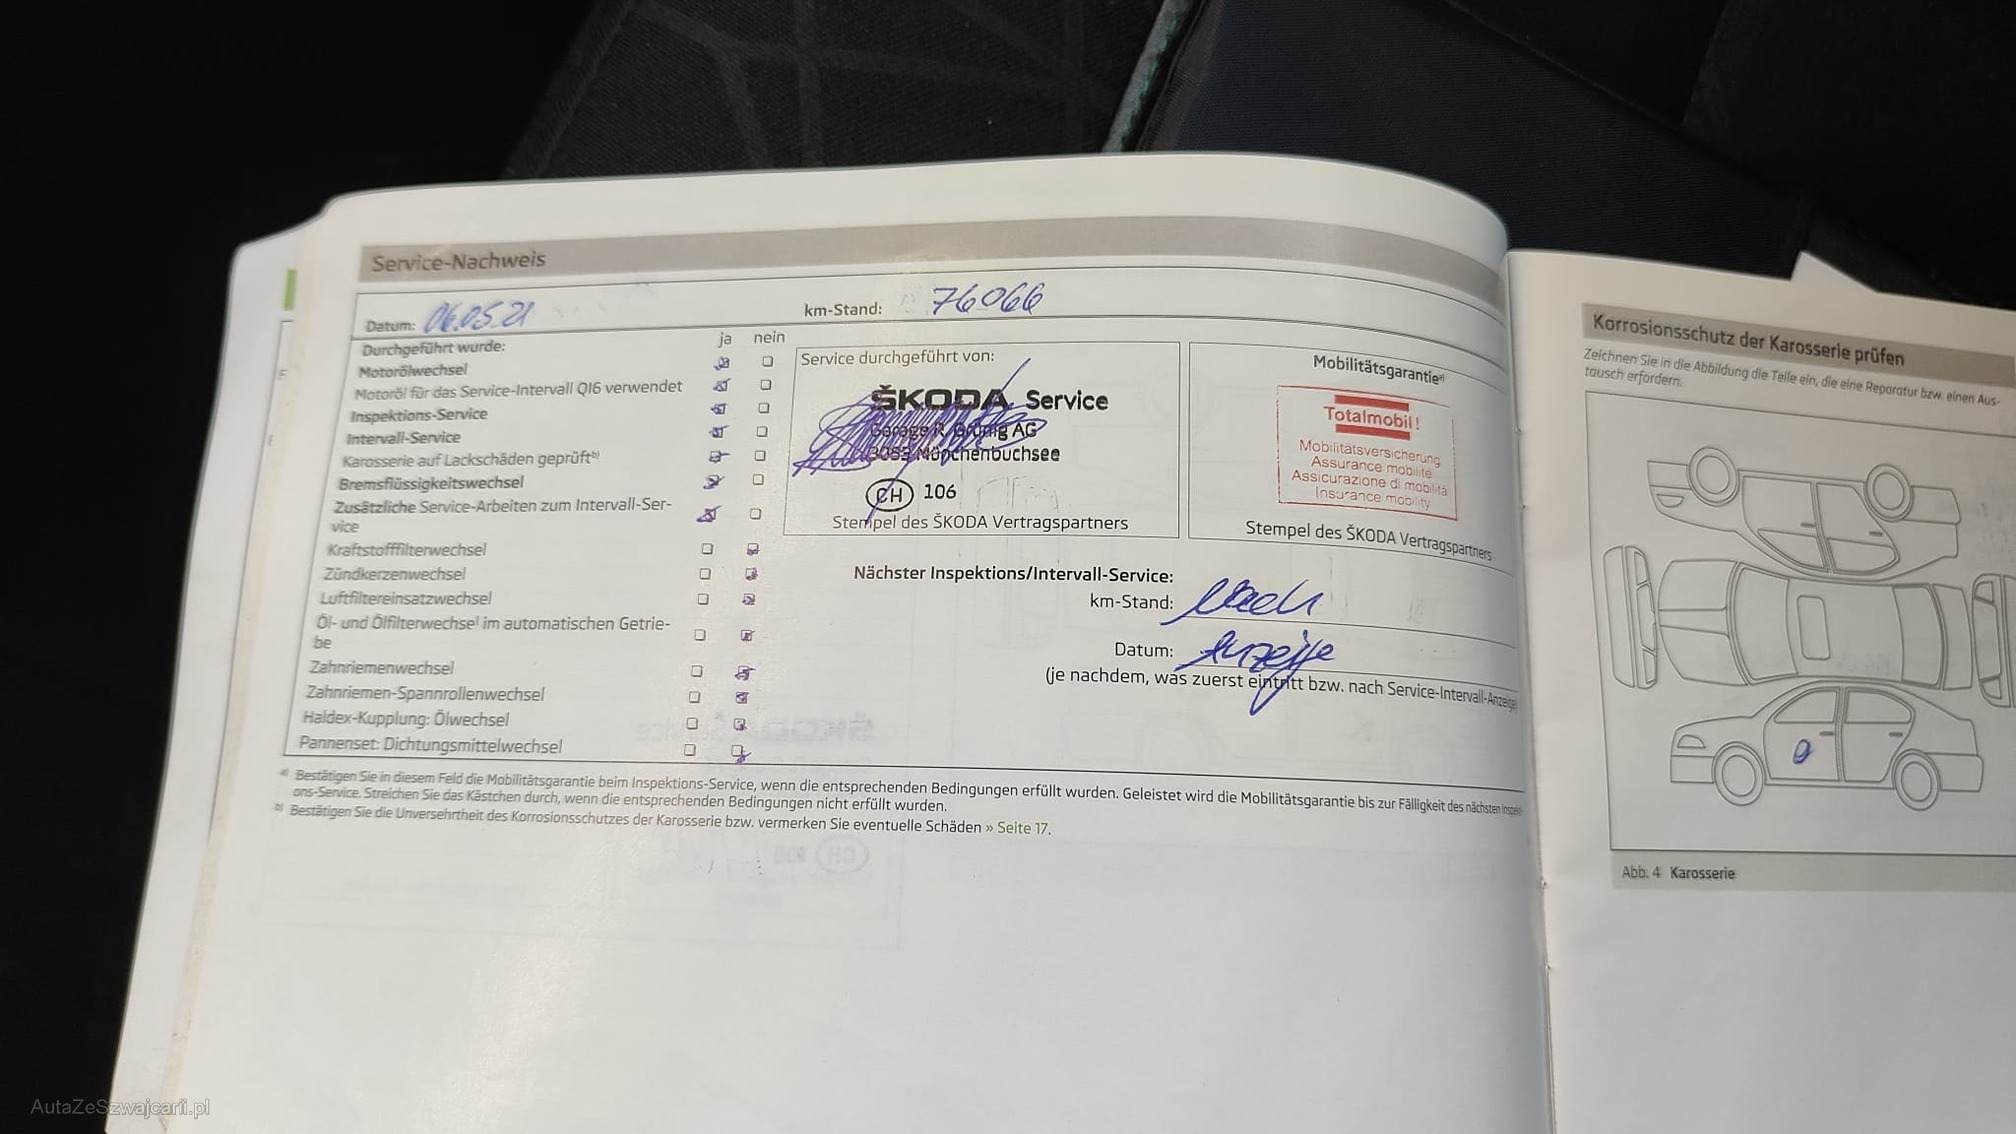 Service-Nachweis
Datum: 06.05.21
km-Stand: 76066
Durchgeführt wurde:
ja nein
Motorölwechsel
Motoröl für das Service-Intervall QI6 verwendet
Inspektions-Service
Intervall-Service
Karosserie auf Lackschäden geprüft b)
Bremsflüssigkeitswechsel
Zusätzliche Service-Arbeiten zum Intervall-Ser-
vice
Kraftstofffilterwechsel
Zündkerzenwechsel
Luftfiltereinsatzwechsel
Öl- und Ölfilterwechsel im automatischen Getrie-
be
Zahnriemenwechsel
Zahnriemen-Spannrollenwechsel
Haldex-Kupplung: Ölwechsel
Pannenset: Dichtungsmittelwechsel
Service durchgeführt von:
ŠKODA Service
Garage R. Grünig AG
3053 Münchenbuchsee
CH 106
Stempel des ŠKODA Vertragspartners
Mobilitätsgarantie a)
Totalmobil!
Mobilitätsversicherung
Assurance mobilité
Assicurazione di mobilità
Insurance mobility
Stempel des ŠKODA Vertragspartners
Nächster Inspektions/Intervall-Service:
km-Stand: Nach
Datum: Anzeige
(je nachdem, was zuerst eintritt bzw. nach Service-Intervall-Anzeige)
a) Bestätigen Sie in diesem Feld die Mobilitätsgarantie beim Inspektions-Service, wenn die entsprechenden Bedingungen erfüllt wurden. Geleistet wird die Mobilitätsgarantie bis zur Fälligkeit des nächsten Inspekti-
ons-Service. Streichen Sie das Kästchen durch, wenn die entsprechenden Bedingungen nicht erfüllt wurden.
b) Bestätigen Sie die Unversehrtheit des Korrosionsschutzes der Karosserie bzw. vermerken Sie eventuelle Schäden » Seite 17.
Korrosionsschutz der Karosserie prüfen
Zeichnen Sie in die Abbildung die Teile ein, die eine Reparatur bzw. einen Aus-
tausch erfordern.
Abb. 4 Karosserie
AutaZeSzwajcarii.pl